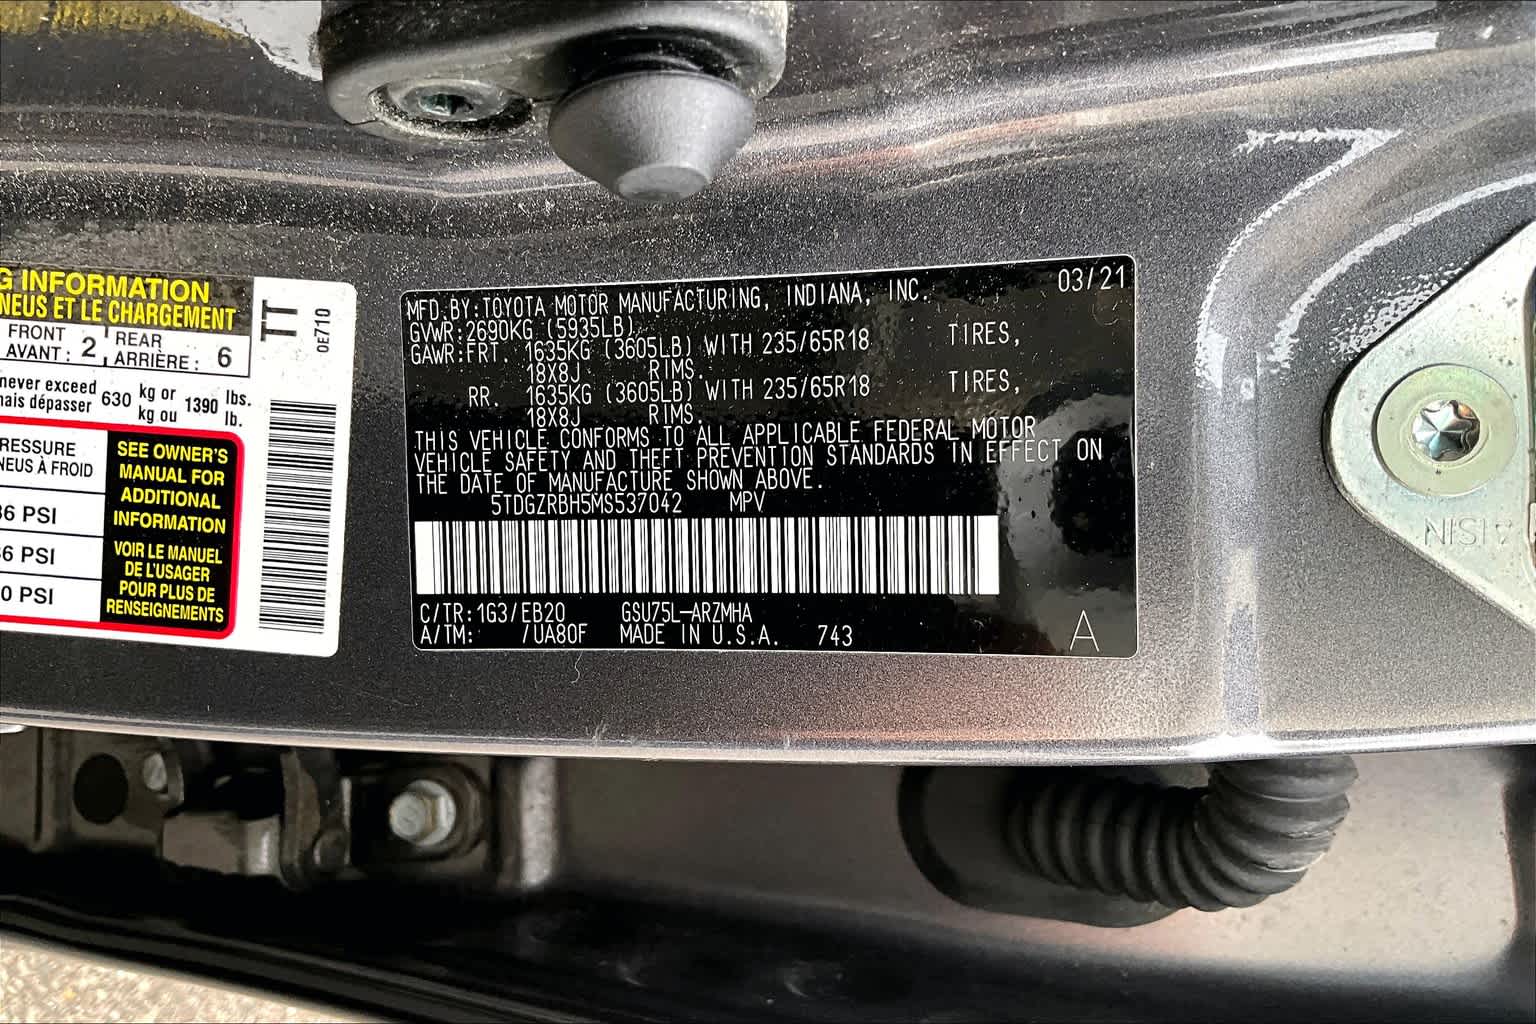 G INFORMATION
NEUS ET LE CHARGEMENT
FRONT
AVANT : 2
REAR
ARRIÈRE : 6
never exceed
mais dépasser
630
kg or
kg ou
1390
lbs.
lb.
RESSURE
NEUS À FROID
36 PSI
36 PSI
0 PSI
SEE OWNER'S
MANUAL FOR
ADDITIONAL
INFORMATION
VOIR LE MANUEL
DE L'USAGER
POUR PLUS DE
RENSEIGNEMENTS
TT
0E710
MFD.BY:TOYOTA MOTOR MANUFACTURING, INDIANA, INC. 03/21
GVWR:2690KG (5935LB)
GAWR:FRT. 1635KG (3605LB) WITH 235/65R18 TIRES,
18X8J RIMS.
RR. 1635KG (3605LB) WITH 235/65R18 TIRES,
18X8J RIMS.
THIS VEHICLE CONFORMS TO ALL APPLICABLE FEDERAL MOTOR
VEHICLE SAFETY AND THEFT PREVENTION STANDARDS IN EFFECT ON
THE DATE OF MANUFACTURE SHOWN ABOVE.
5TDGZRBH5MS537042 MPV
C/TR:1G3/EB20 GSU75L-ARZMHA
A/TM: /UA80F MADE IN U.S.A. 743
A
AISIN